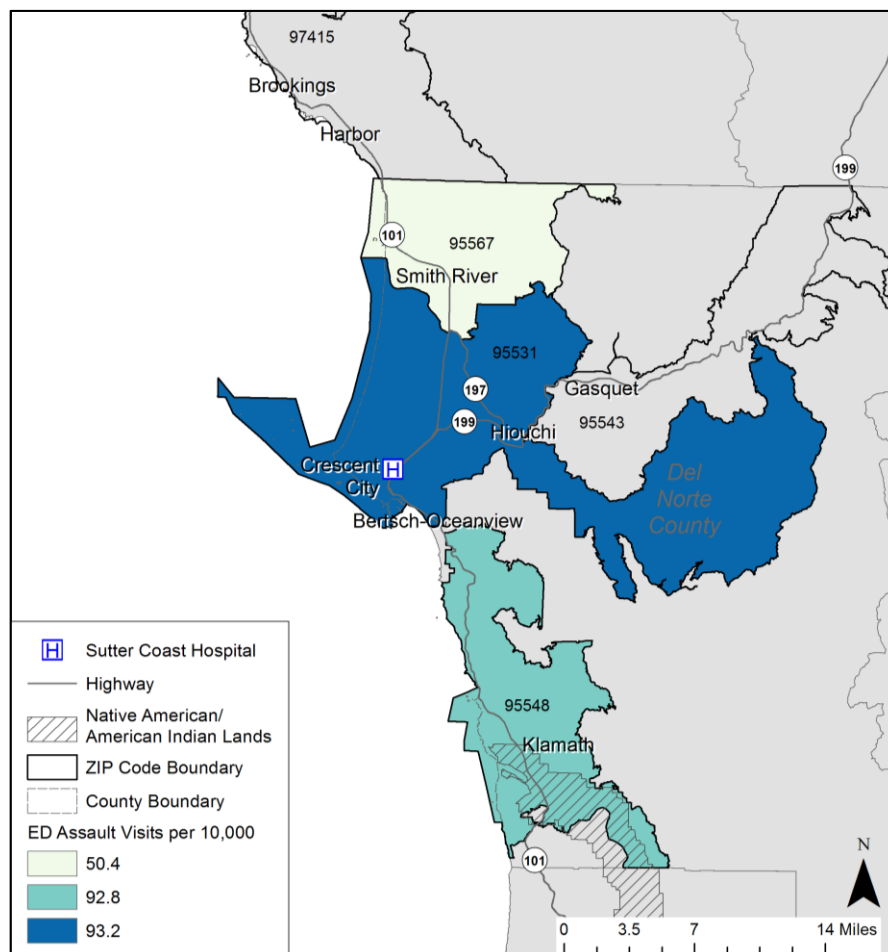 97415
Brookings
Harbor
199
101
95567
Smith River
95531
197
Gasquet
199
95543
Hiouchi
Crescent
City
H
Del
Norte
County
Bertsch-Oceanview
95548
Klamath
101
H Sutter Coast Hospital
Highway
Native American/
American Indian Lands
ZIP Code Boundary
County Boundary
ED Assault Visits per 10,000
50.4
92.8
93.2
N
0 3.5 7 14 Miles